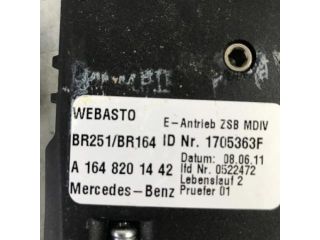 WEBASTO E-Antrieb ZSB MDIV
BR251/BR164 ID Nr. 1705363F
A 164 820 14 42 Datum: 08.06.11
lfd Nr. 0522472
Mercedes-Benz Lebenslauf 2
Pruefer 01